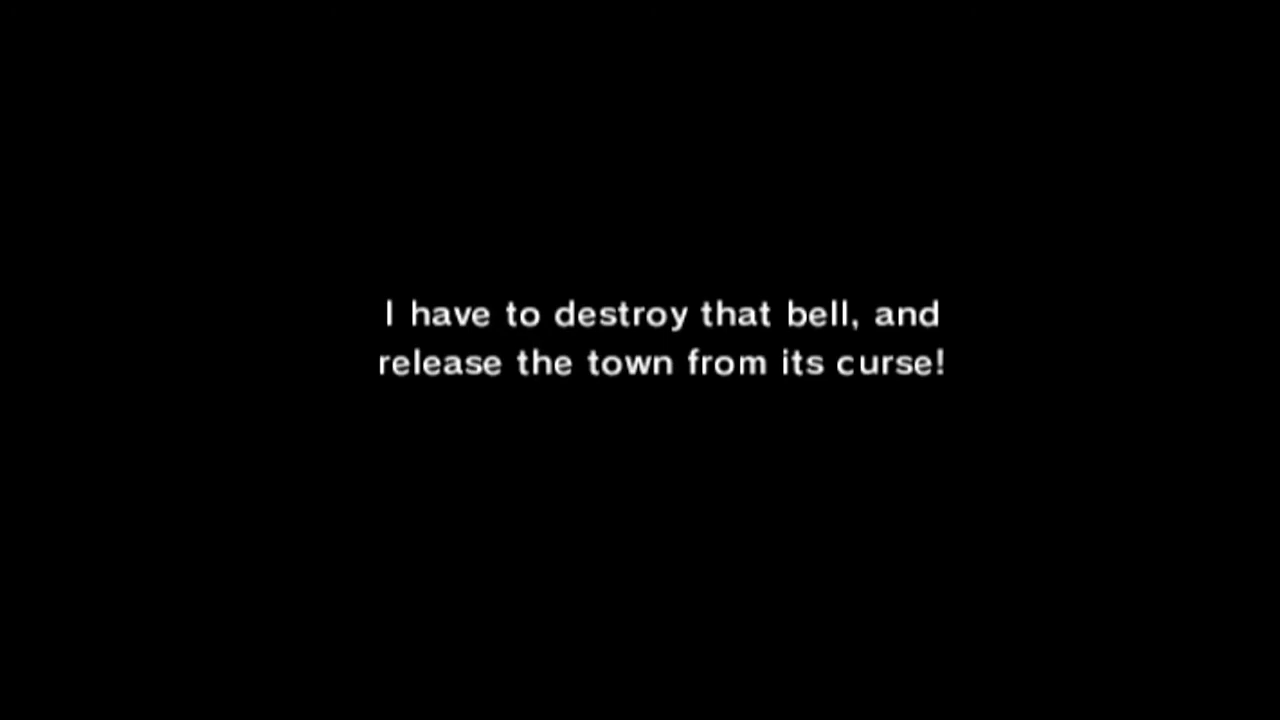 I have to destroy that bell, and
release the town from its curse!